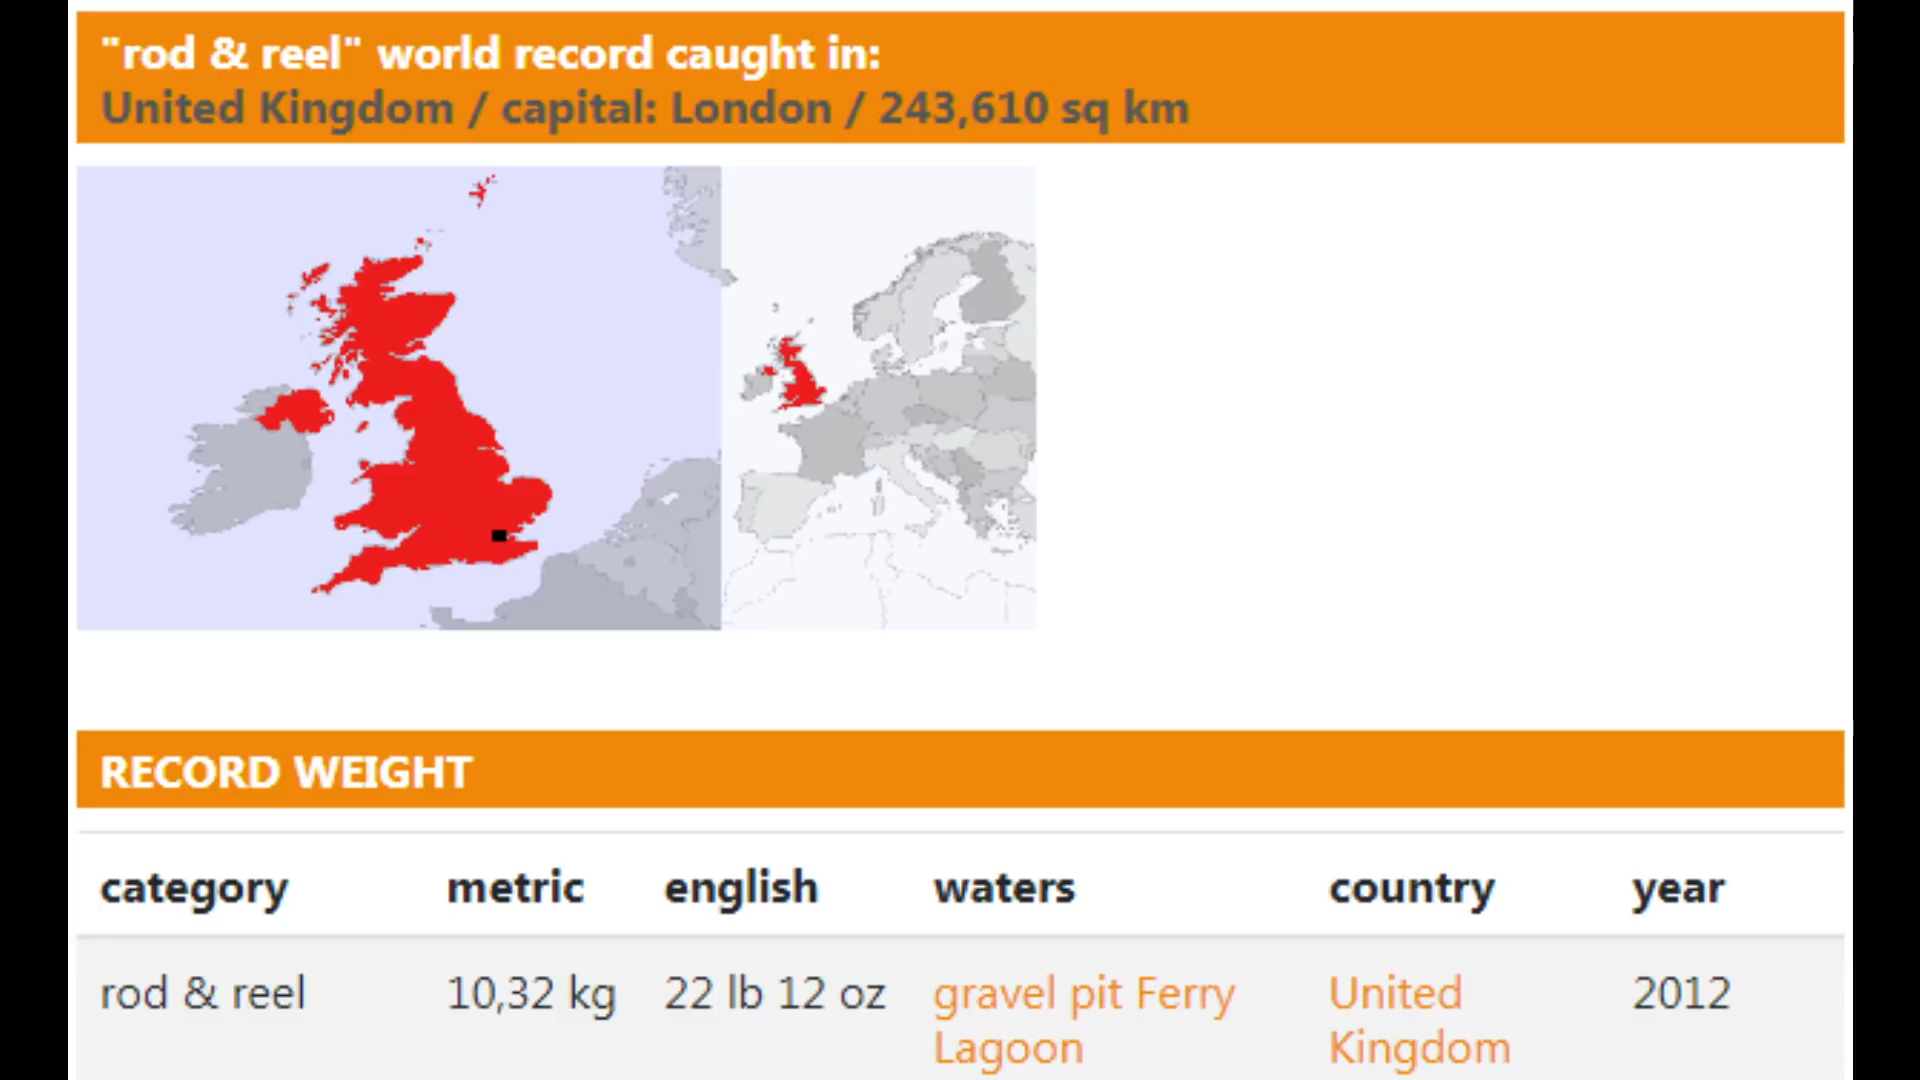 "rod & reel" world record caught in:
United Kingdom / capital: London / 243,610 sq km
RECORD WEIGHT
category metric english waters country year
rod & reel 10,32 kg 22 lb 12 oz gravel pit Ferry United 2012
Lagoon Kingdom